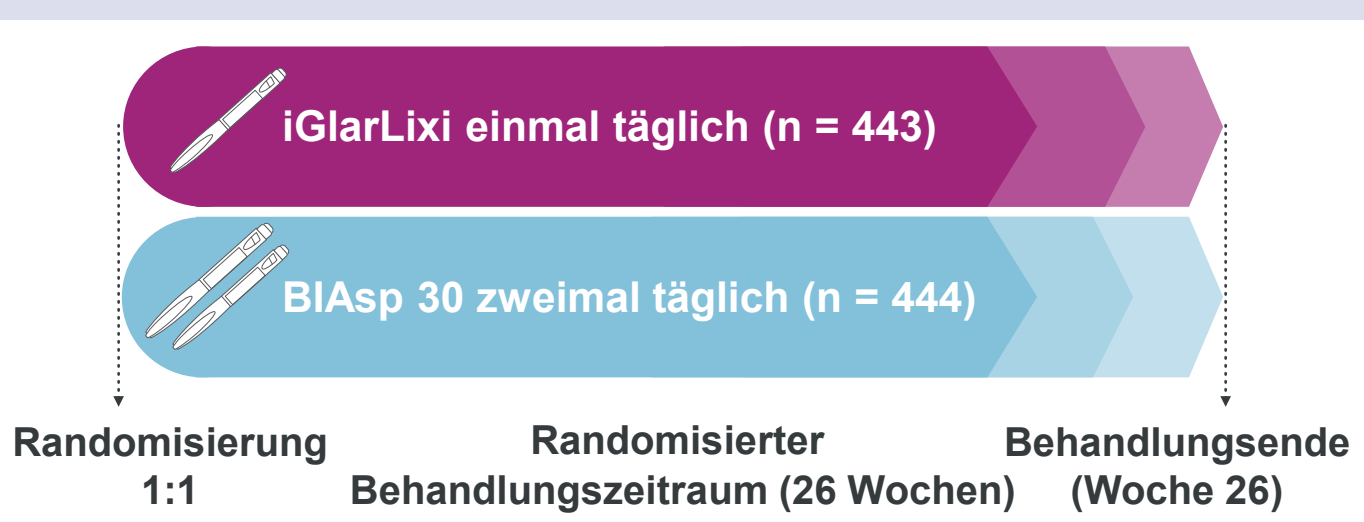 iGlarLixi einmal täglich (n = 443)
BIAsp 30 zweimal täglich (n = 444)
Randomisierung
1:1
Randomisierter
Behandlungszeitraum (26 Wochen)
Behandlungsende
(Woche 26)